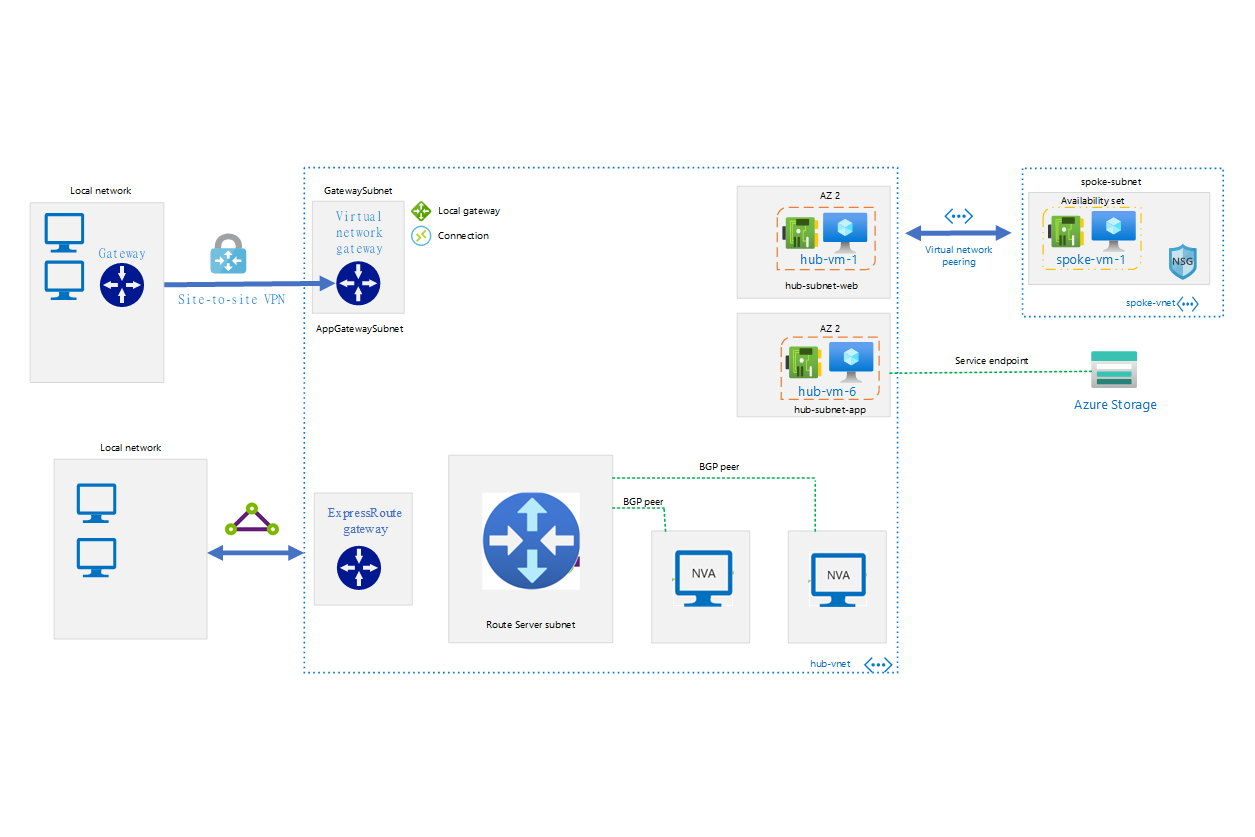 Local network
Gateway
Site-to-site VPN
GatewaySubnet
Virtual
network
gateway
Local gateway
Connection
AppGatewaySubnet
AZ 2
hub-vm-1
hub-subnet-web
Virtual network
peering
spoke-subnet
Availability set
spoke-vm-1
NSG
spoke-vnet
AZ 2
hub-vm-6
hub-subnet-app
Service endpoint
Azure Storage
Local network
ExpressRoute
gateway
Route Server subnet
BGP peer
BGP peer
NVA
NVA
hub-vnet